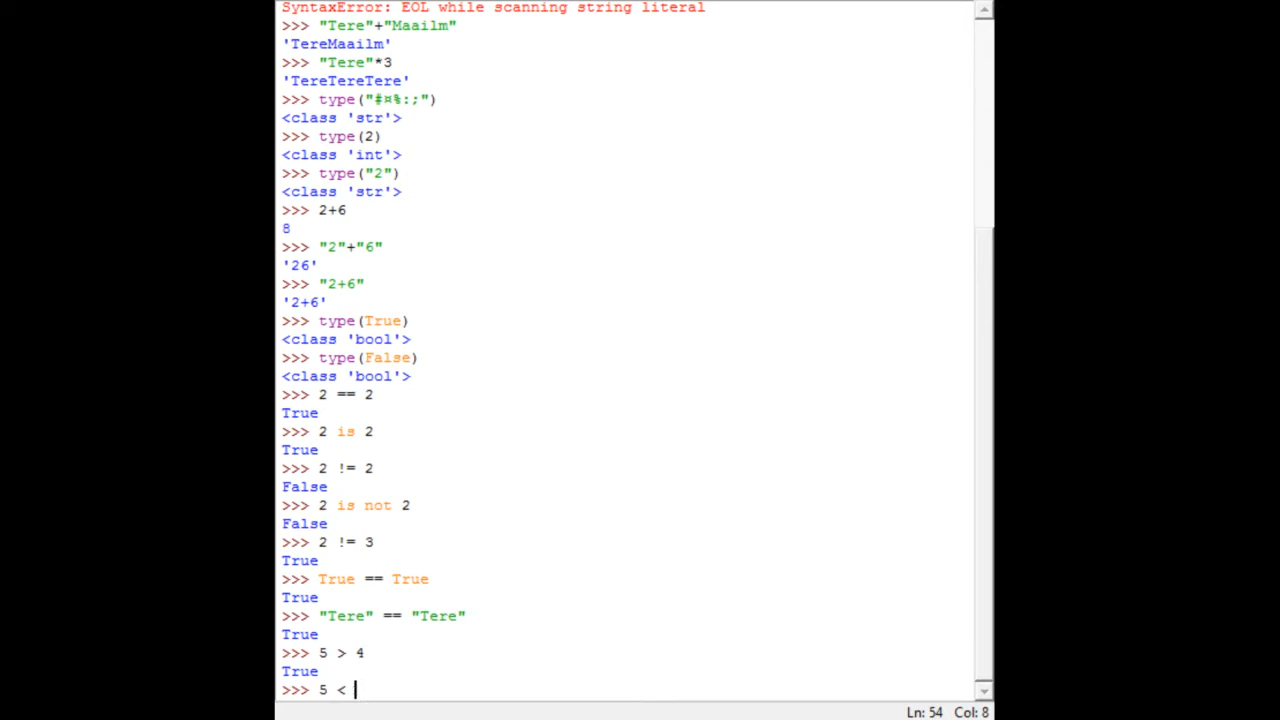 SyntaxError: EOL while scanning string literal
>>> "Tere"+"Maailm"
'TereMaailm'
>>> "Tere"*3
'TereTereTere'
>>> type("#¤%:;")
<class 'str'>
>>> type(2)
<class 'int'>
>>> type("2")
<class 'str'>
>>> 2+6
8
>>> "2"+"6"
'26'
>>> "2+6"
'2+6'
>>> type(True)
<class 'bool'>
>>> type(False)
<class 'bool'>
>>> 2 == 2
True
>>> 2 is 2
True
>>> 2 != 2
False
>>> 2 is not 2
False
>>> 2 != 3
True
>>> True == True
True
>>> "Tere" == "Tere"
True
>>> 5 > 4
True
>>> 5 <
Ln: 54 Col: 8